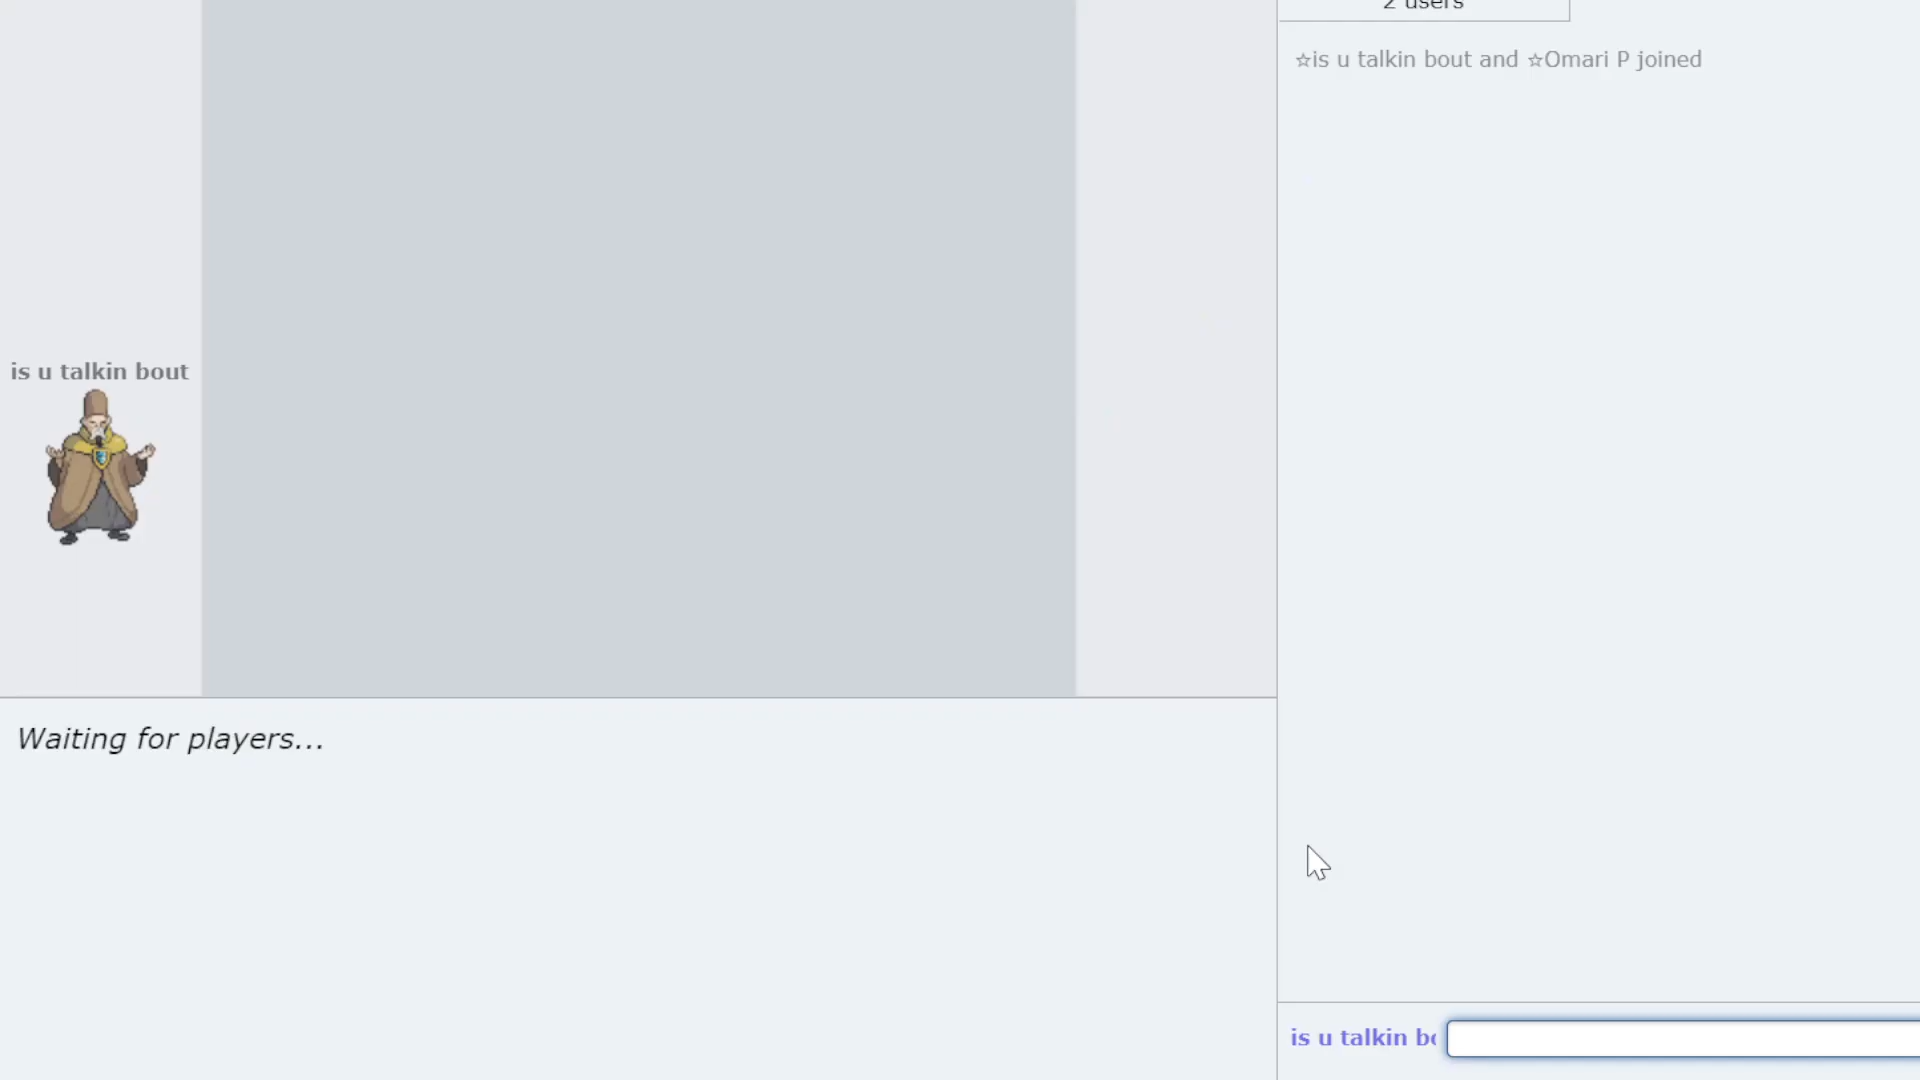 2 users
☆is u talkin bout and ☆Omari P joined
is u talkin bout
Waiting for players...
is u talkin bo